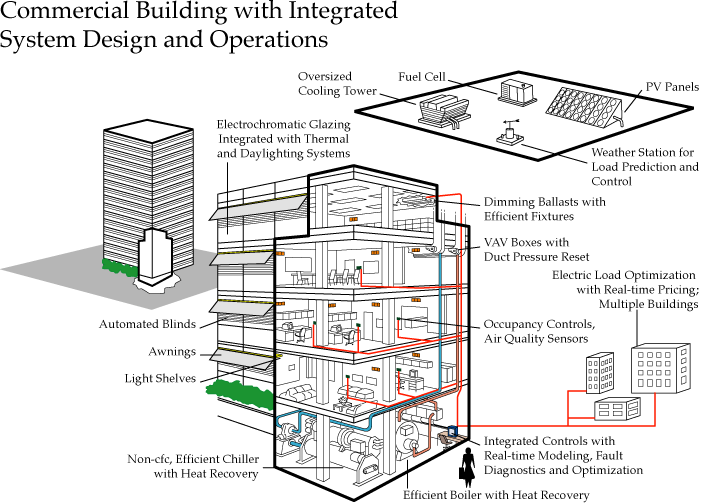 Commercial Building with Integrated
System Design and Operations
Oversized
Cooling Tower
Fuel Cell
PV Panels
Electrochromatic Glazing
Integrated with Thermal
and Daylighting Systems
Weather Station for
Load Prediction and
Control
Dimming Ballasts with
Efficient Fixtures
VAV Boxes with
Duct Pressure Reset
Electric Load Optimization
with Real-time Pricing;
Multiple Buildings
Automated Blinds
Occupancy Controls,
Air Quality Sensors
Awnings
Light Shelves
Integrated Controls with
Real-time Modeling, Fault
Diagnostics and Optimization
Non-cfc, Efficient Chiller
with Heat Recovery
Efficient Boiler with Heat Recovery